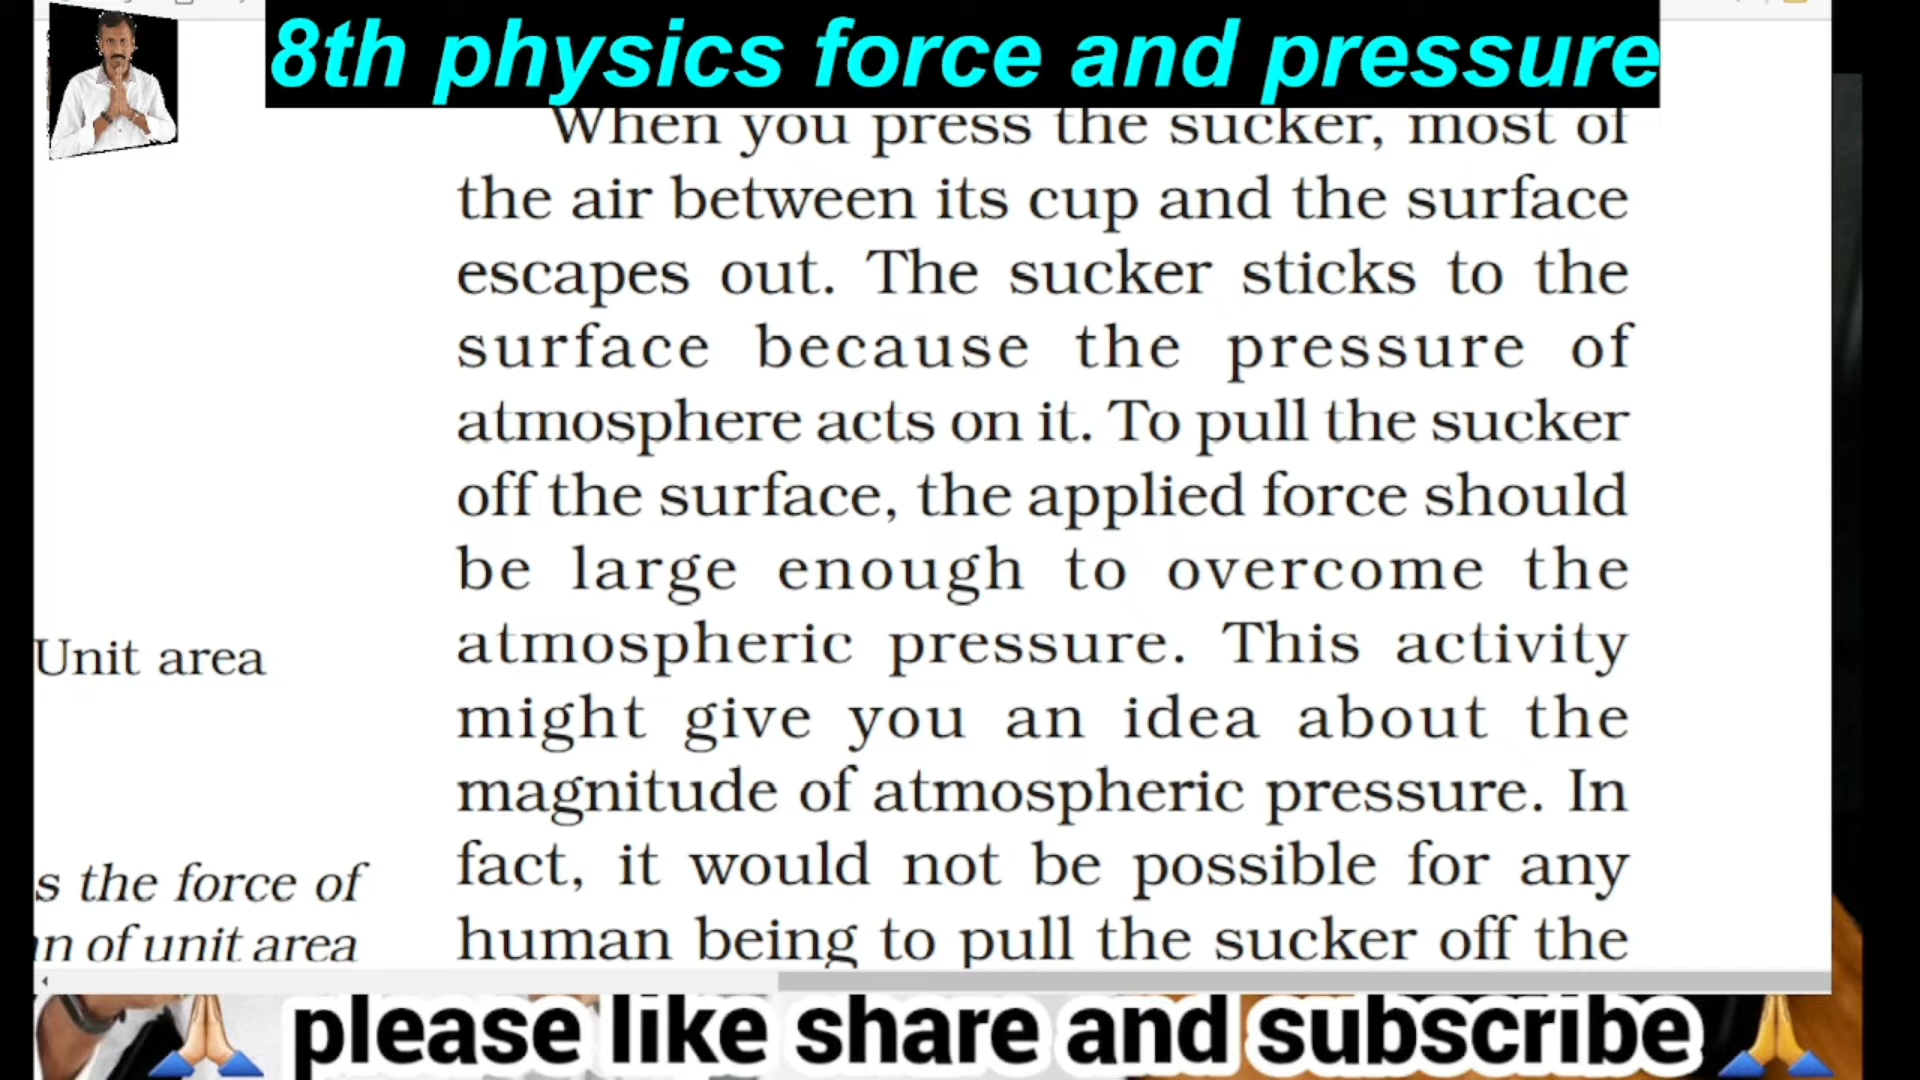 8th physics force and pressure
When you press the sucker, most of
the air between its cup and the surface
escapes out. The sucker sticks to the
surface because the pressure of
atmosphere acts on it. To pull the sucker
off the surface, the applied force should
be large enough to overcome the
atmospheric pressure. This activity
might give you an idea about the
magnitude of atmospheric pressure. In
fact, it would not be possible for any
human being to pull the sucker off the
Unit area
s the force of
n of unit area
please like share and subscribe